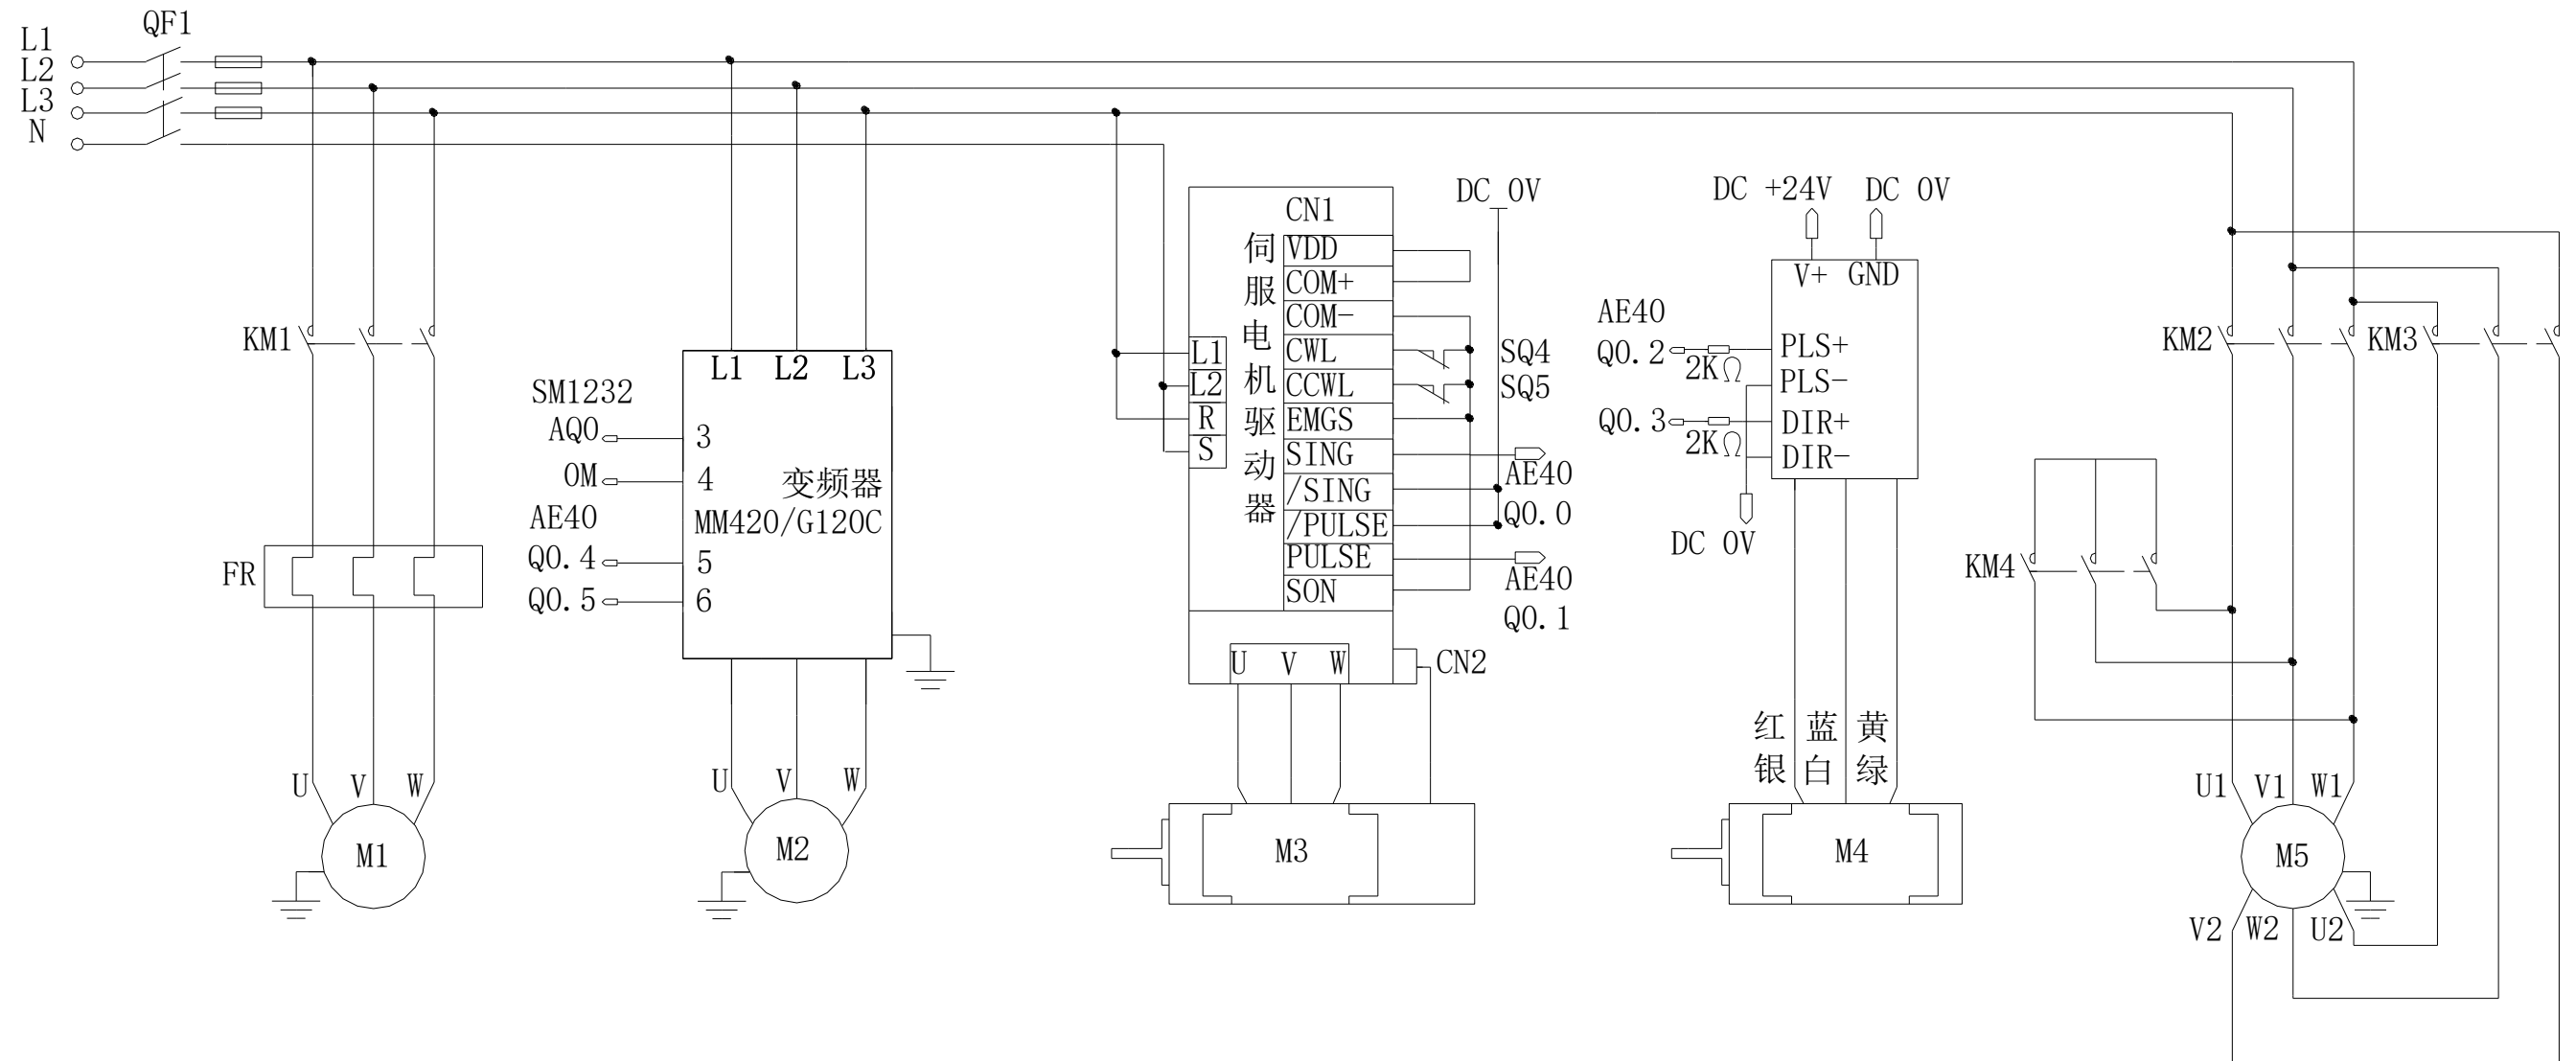 QF1
L1
L2
L3
N
KM1
FR
U V W
M1
SM1232
AQ0
0M
AE40
Q0.4
Q0.5
L1 L2 L3
3
4
变频器
MM420/G120C
5
6
U V W
M2
L1
L2
R
S
伺服电机驱动器
CN1
VDD
COM+
COM-
CWL
CCWL
EMGS
SING
/SING
/PULSE
PULSE
SON
DC 0V
SQ4
SQ5
AE40
Q0.0
AE40
Q0.1
U V W
CN2
M3
DC +24V DC 0V
V+ GND
AE40
Q0.2
2KΩ
Q0.3
2KΩ
PLS+
PLS-
DIR+
DIR-
DC 0V
红 蓝 黄
银 白 绿
M4
KM2
KM3
KM4
U1 V1 W1
M5
V2 W2 U2